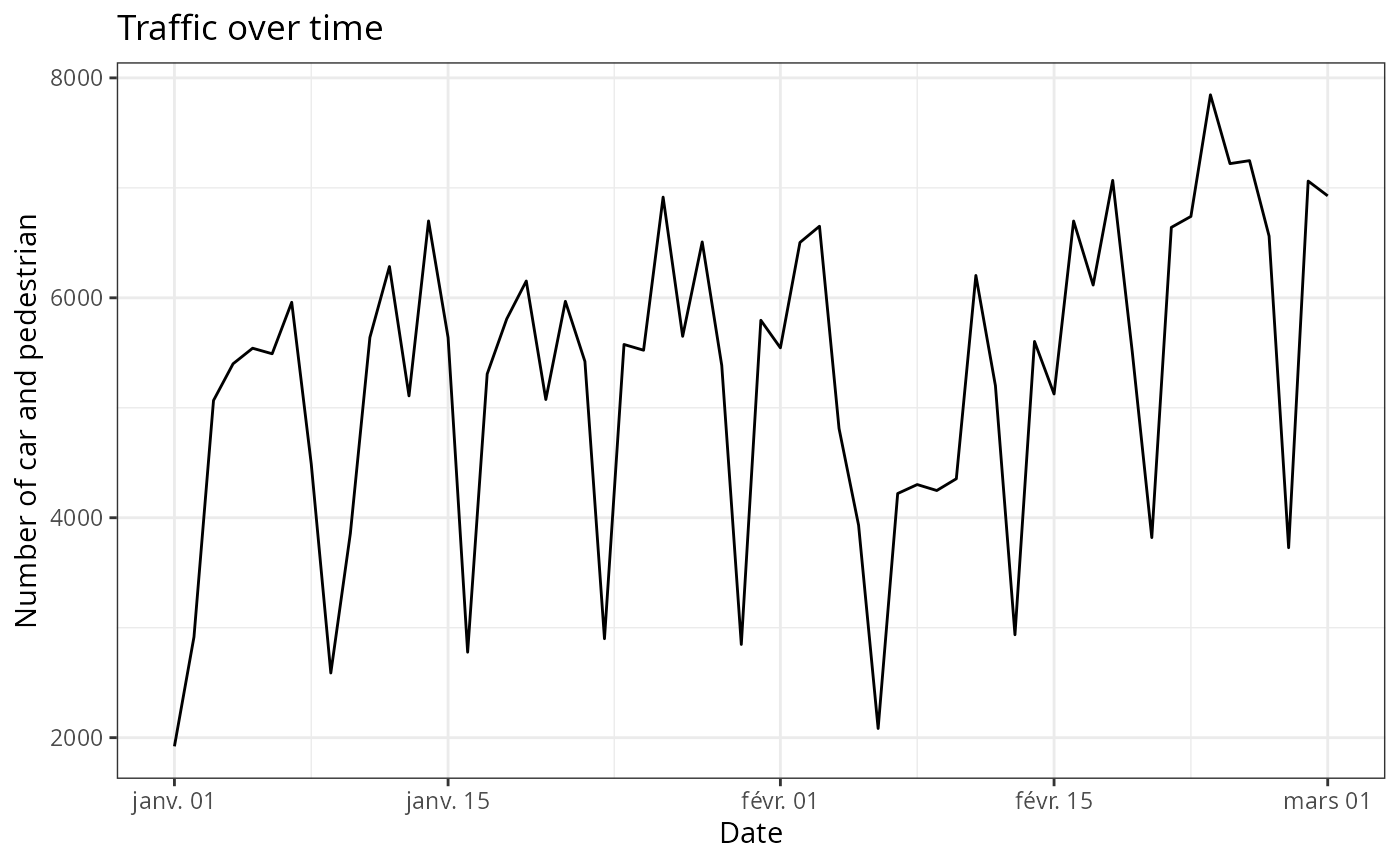 Traffic over time
Number of car and pedestrian
8000
6000
4000
2000
janv. 01
janv. 15
févr. 01
févr. 15
mars 01
Date